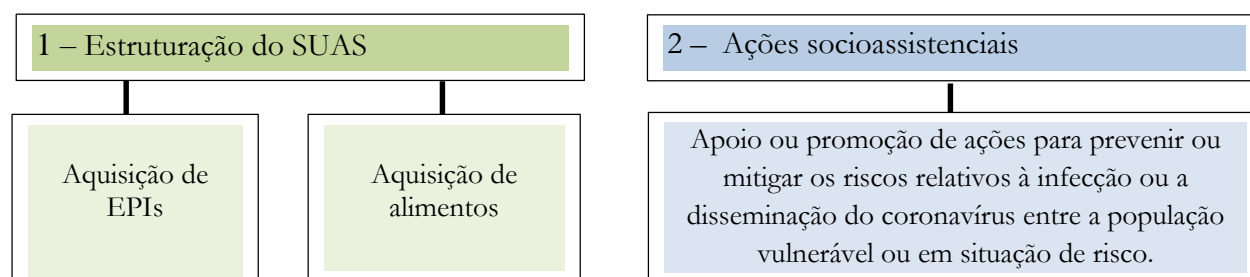 1 – Estruturação do SUAS
Aquisição de
EPIs
Aquisição de
alimentos
2 – Ações socioassistenciais
Apoio ou promoção de ações para prevenir ou
mitigar os riscos relativos à infecção ou a
disseminação do coronavírus entre a população
vulnerável ou em situação de risco.